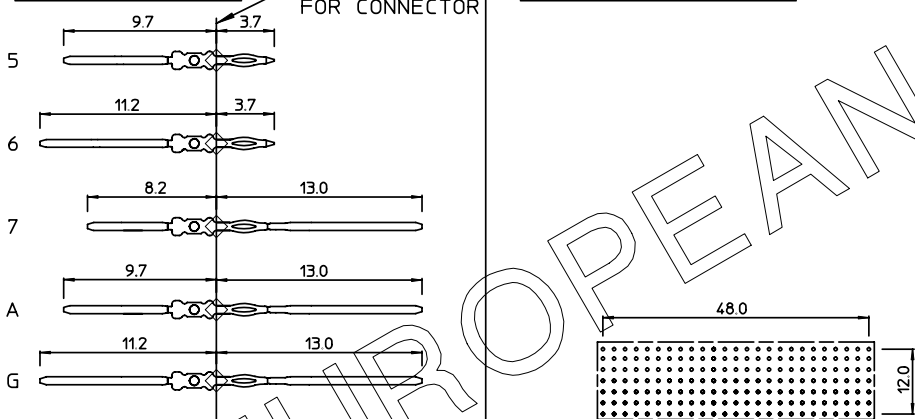 FOR CONNECTOR
5 9.7 3.7
6 11.2 3.7
7 8.2 13.0
A 9.7 13.0
G 11.2 13.0
48.0
12.0
UROPEAN